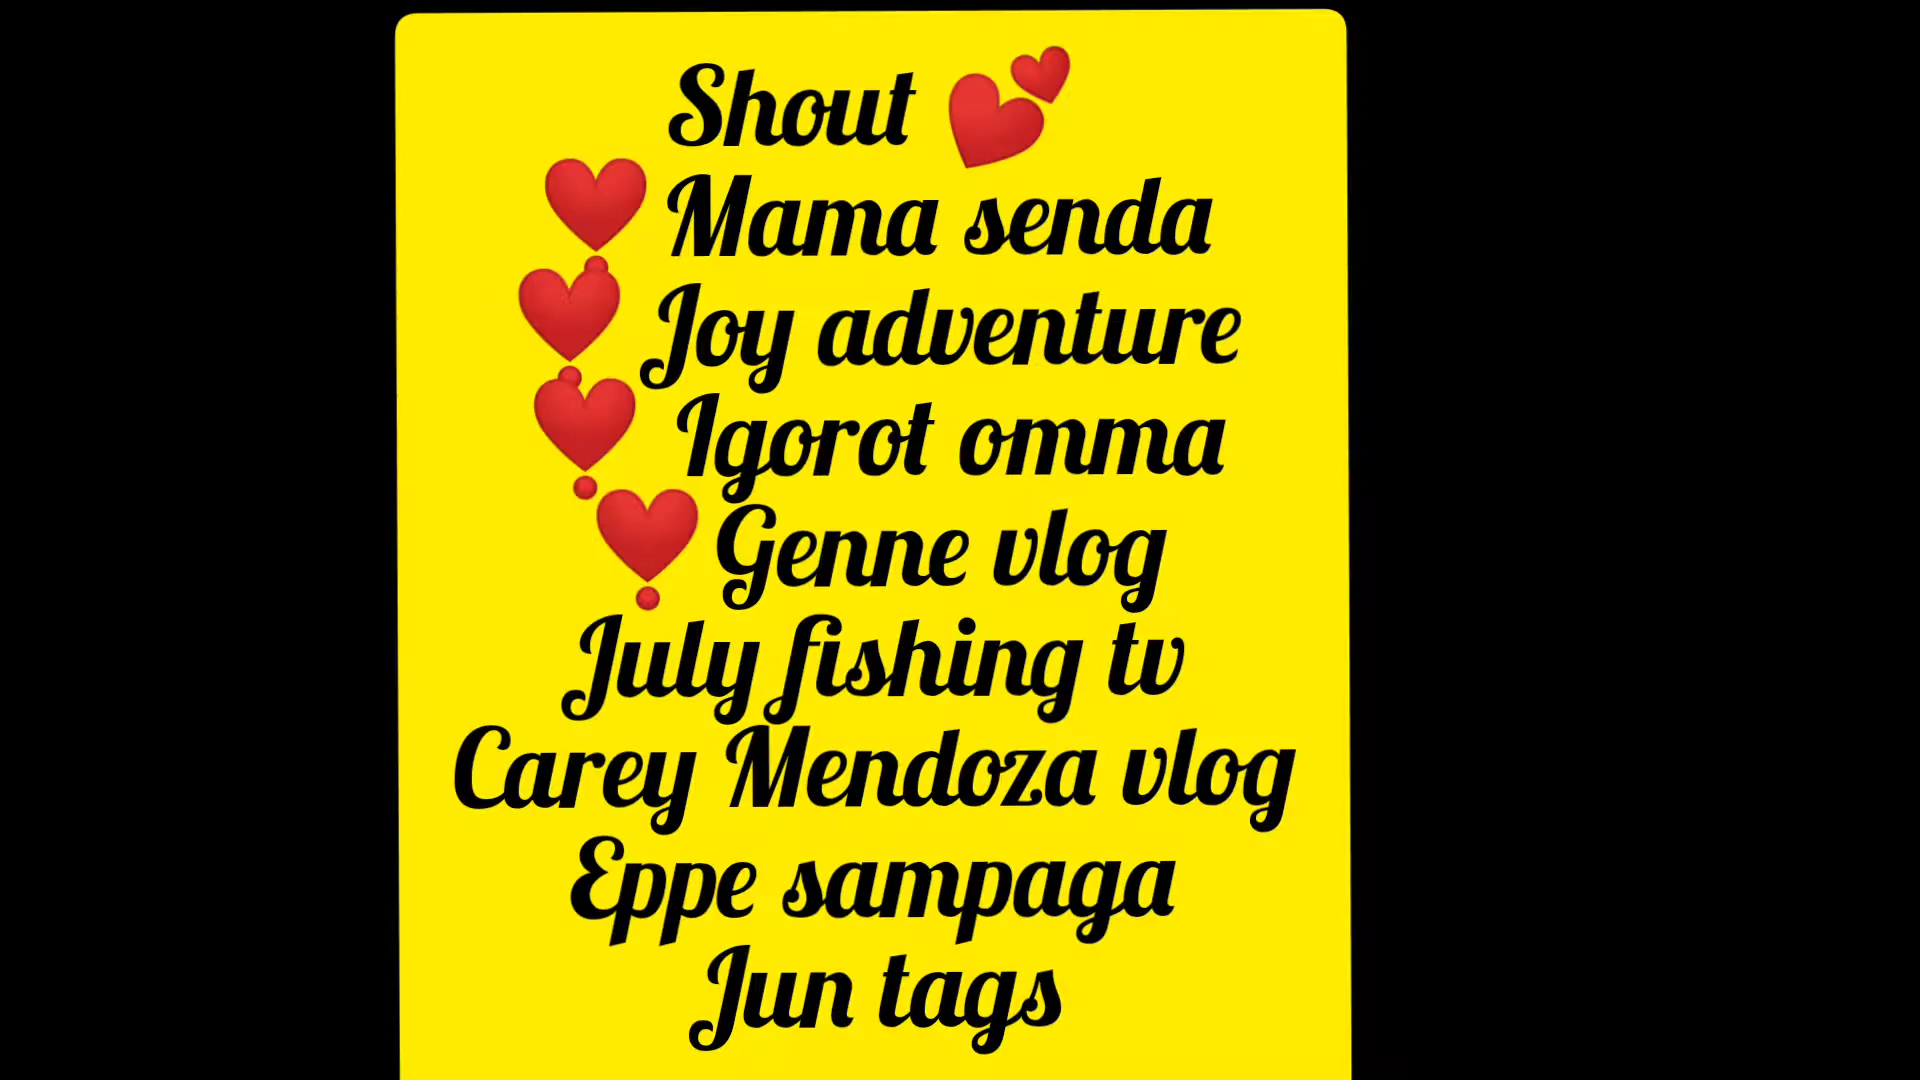 Shout 💕
❣️ Mama senda
❣️ Joy adventure
❣️ Igorot omma
❣️ Genne vlog
July fishing tv
Carey Mendoza vlog
Eppe sampaga
Jun tags